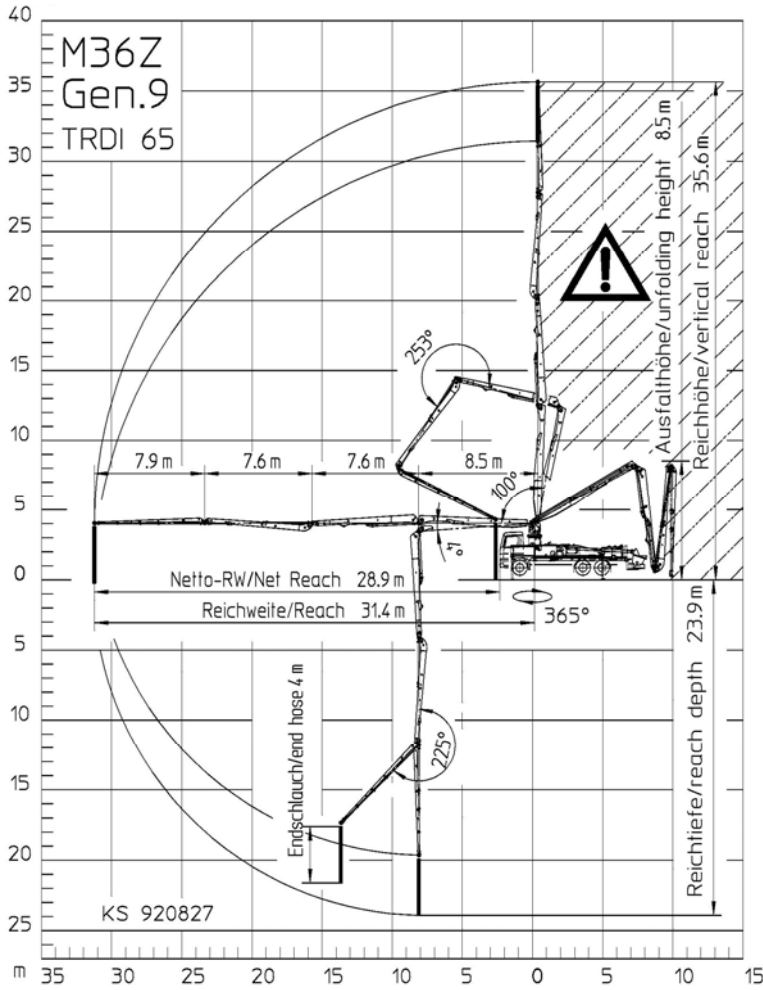 M36Z
Gen.9
TRDI 65
40
35
30
25
20
15
10
5
0
5
10
15
20
25
m
35
30
25
20
15
10
5
0
5
10
15
Ausfalthöhe/unfolding height 8.5 m
Reichhöhe/vertical reach 35.6 m
253°
7.9 m
7.6 m
7.6 m
8.5 m
100°
4°
Netto-RW/Net Reach 28.9 m
Reichweite/Reach 31.4 m
365°
Endschlauch/end hose 4 m
225°
Reichtiefe/reach depth 23.9 m
KS 920827